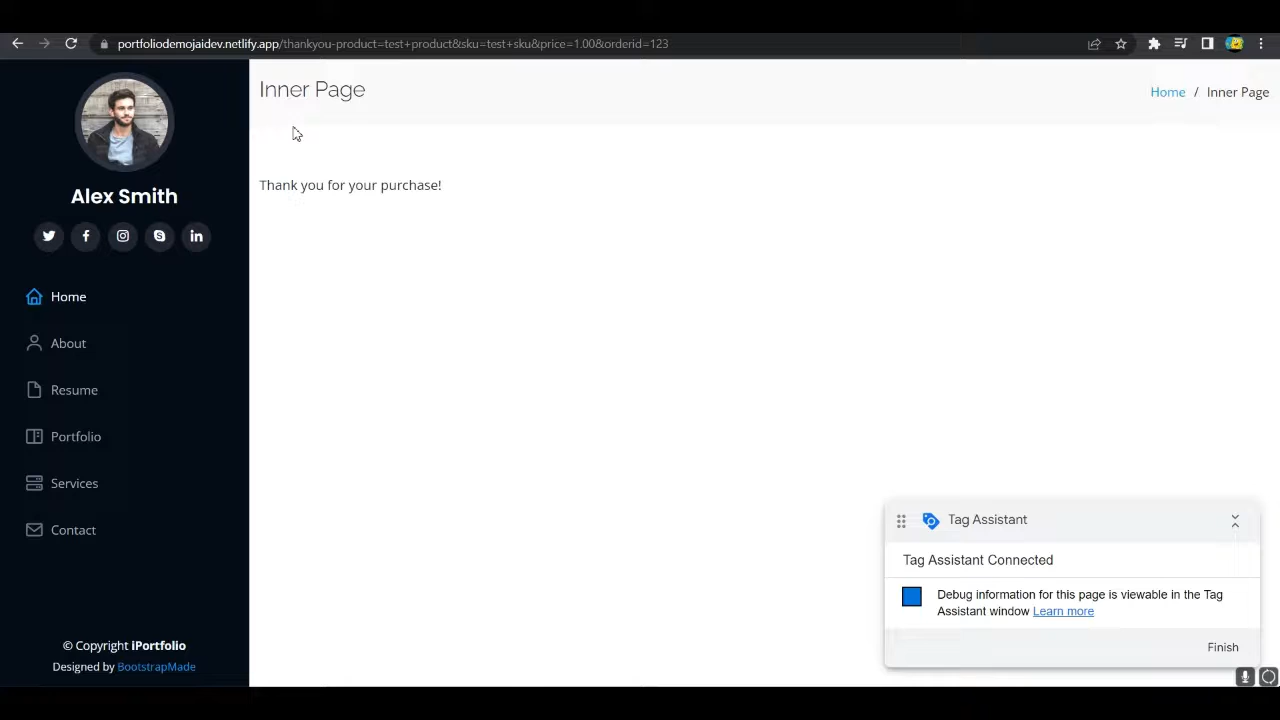 portfoliodemojaidev.netlify.app/thankyou-product=test+product&sku=test+sku&price=1.00&orderid=123
Alex Smith
Home
About
Resume
Portfolio
Services
Contact
© Copyright iPortfolio
Designed by BootstrapMade
Inner Page
Home / Inner Page
Thank you for your purchase!
Tag Assistant
Tag Assistant Connected
Debug information for this page is viewable in the Tag
Assistant window Learn more
Finish